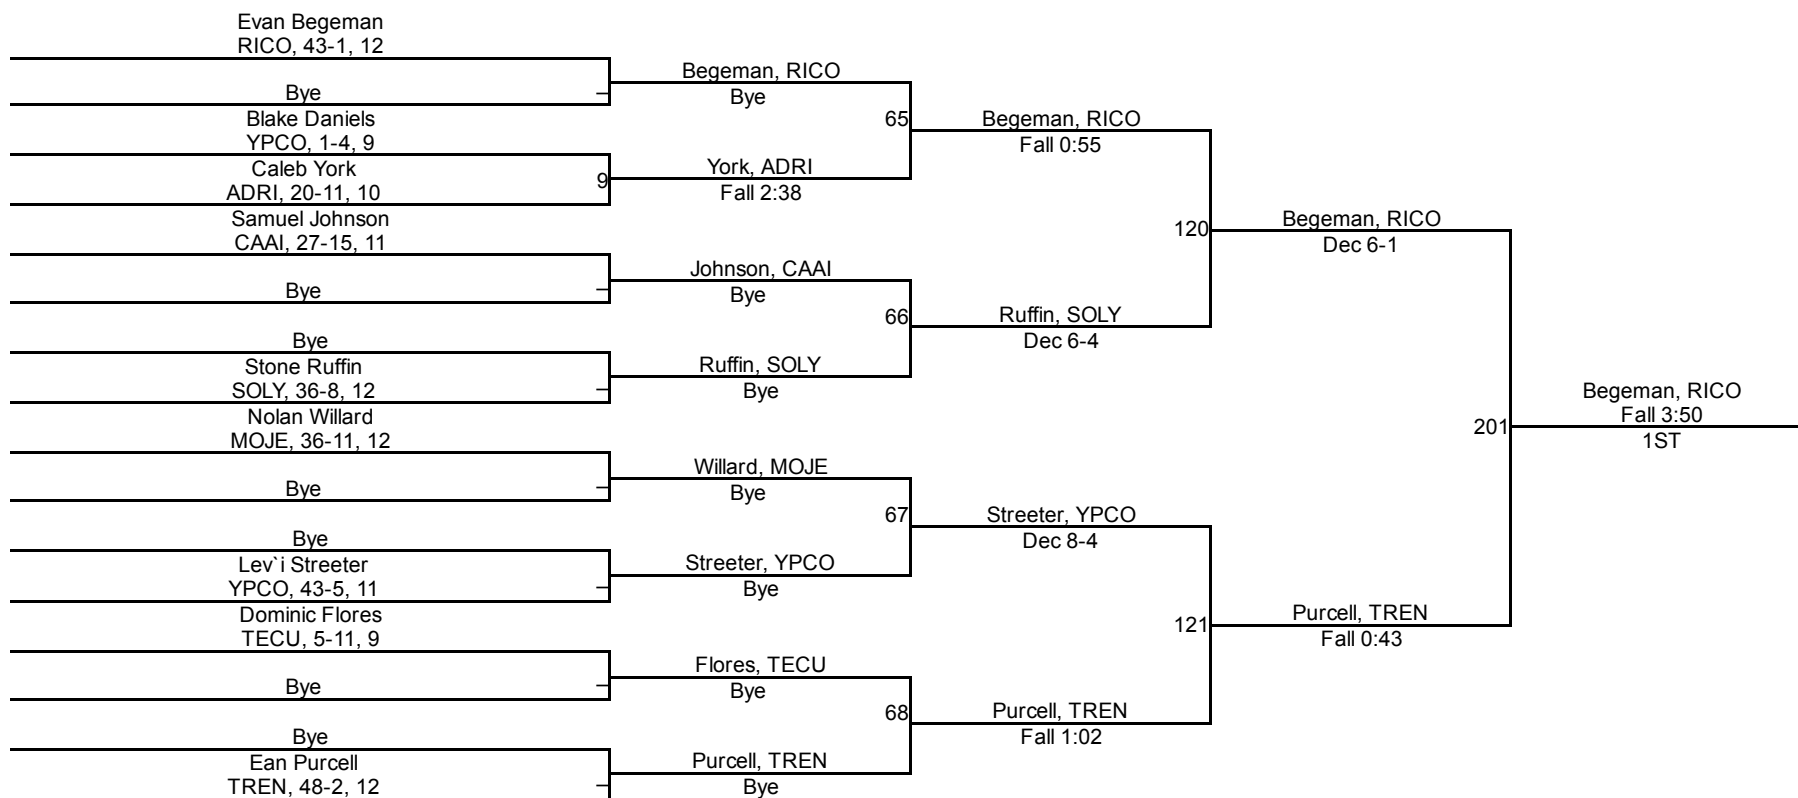 Evan Begeman
RICO, 43-1, 12
Bye
Blake Daniels
YPCO, 1-4, 9
Caleb York
ADRI, 20-11, 10
Samuel Johnson
CAAI, 27-15, 11
Bye
Bye
Stone Ruffin
SOLY, 36-8, 12
Nolan Willard
MOJE, 36-11, 12
Bye
Bye
Lev`i Streeter
YPCO, 43-5, 11
Dominic Flores
TECU, 5-11, 9
Bye
Bye
Ean Purcell
TREN, 48-2, 12
9
Begeman, RICO
Bye
York, ADRI
Fall 2:38
Johnson, CAAI
Bye
Ruffin, SOLY
Bye
Willard, MOJE
Bye
Streeter, YPCO
Bye
Flores, TECU
Bye
Purcell, TREN
Bye
65
66
67
68
Begeman, RICO
Fall 0:55
Ruffin, SOLY
Dec 6-4
Streeter, YPCO
Dec 8-4
Purcell, TREN
Fall 1:02
120
121
Begeman, RICO
Dec 6-1
Purcell, TREN
Fall 0:43
201
Begeman, RICO
Fall 3:50
1ST